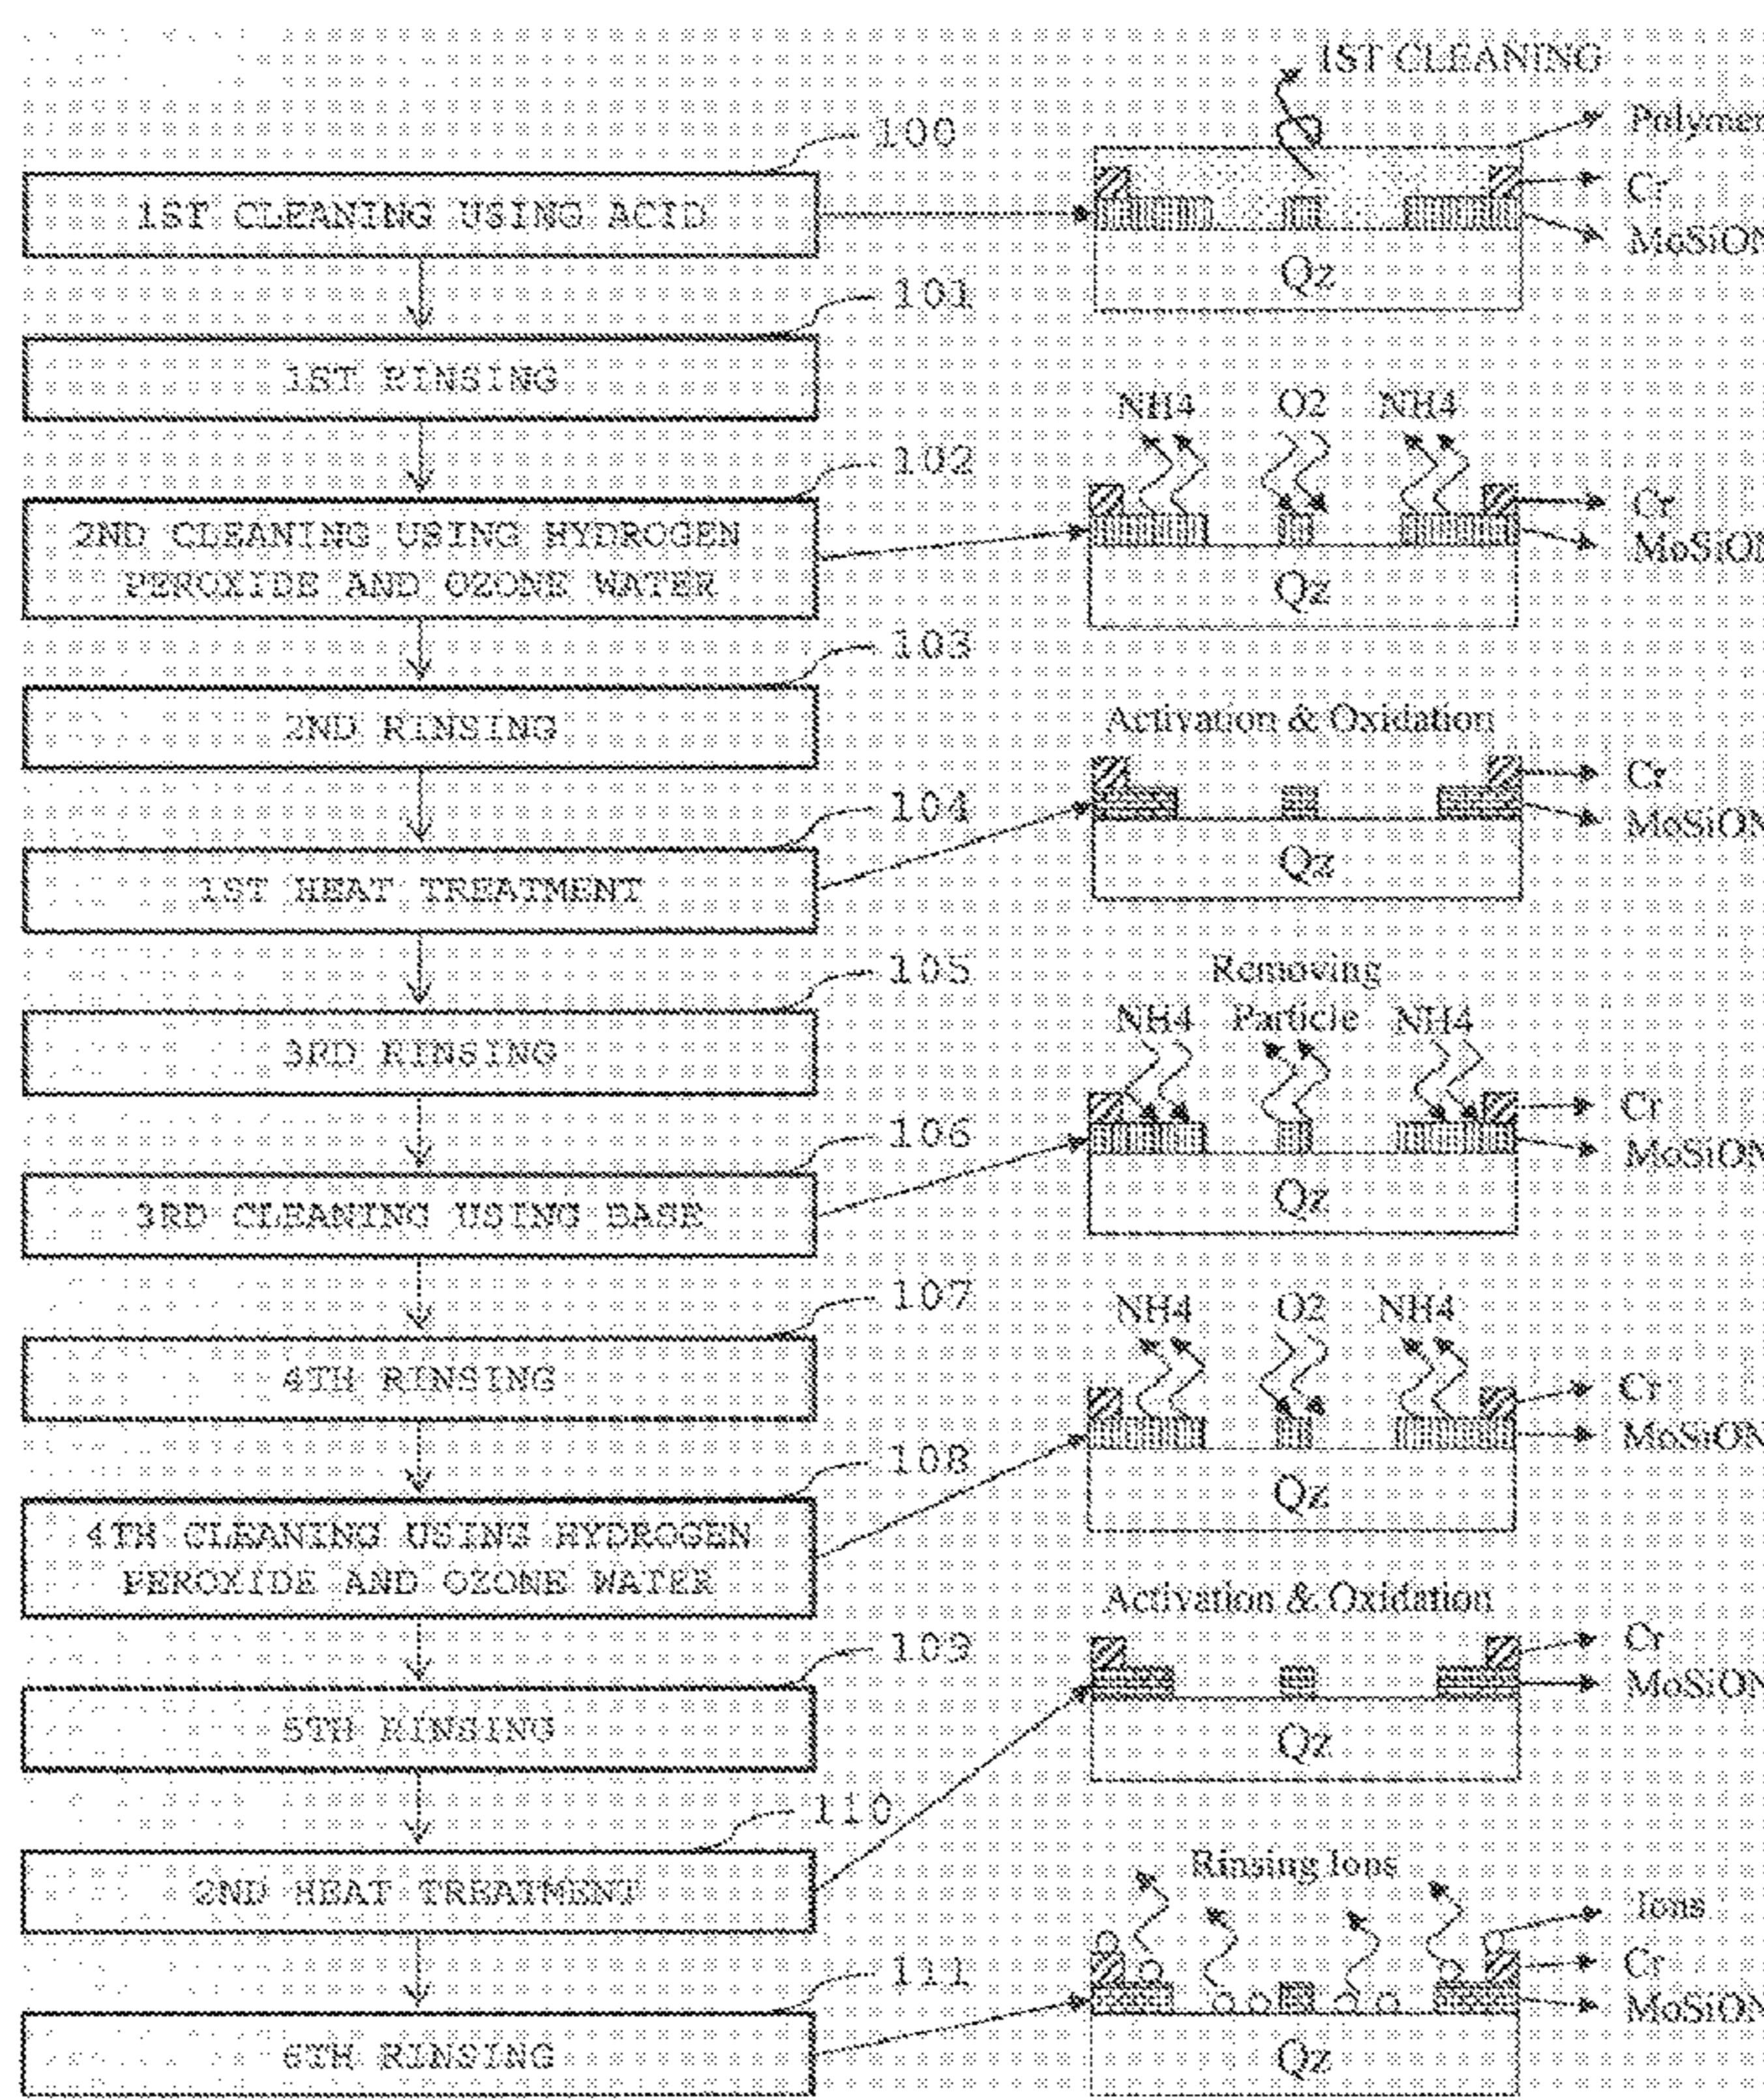 1ST CLEANING
Polymer
100
1ST CLEANING USING ACID
Cr
MoSiON
Qz
101
1ST RINSING
NH4 O2 NH4
102
2ND CLEANING USING HYDROGEN
PEROXIDE AND OZONE WATER
Cr
MoSiON
Qz
103
2ND RINSING
Activation & Oxidation
104
1ST HEAT TREATMENT
Cr
MoSiON
Qz
105
3RD RINSING
Removing
NH4 Particle NH4
106
3RD CLEANING USING BASE
Cr
MoSiON
Qz
107
4TH RINSING
NH4 O2 NH4
108
4TH CLEANING USING HYDROGEN
PEROXIDE AND OZONE WATER
Cr
MoSiON
Qz
109
5TH RINSING
Activation & Oxidation
110
2ND HEAT TREATMENT
Cr
MoSiON
Qz
111
6TH RINSING
Rinsing Ions
Ions
Cr
MoSiON
Qz